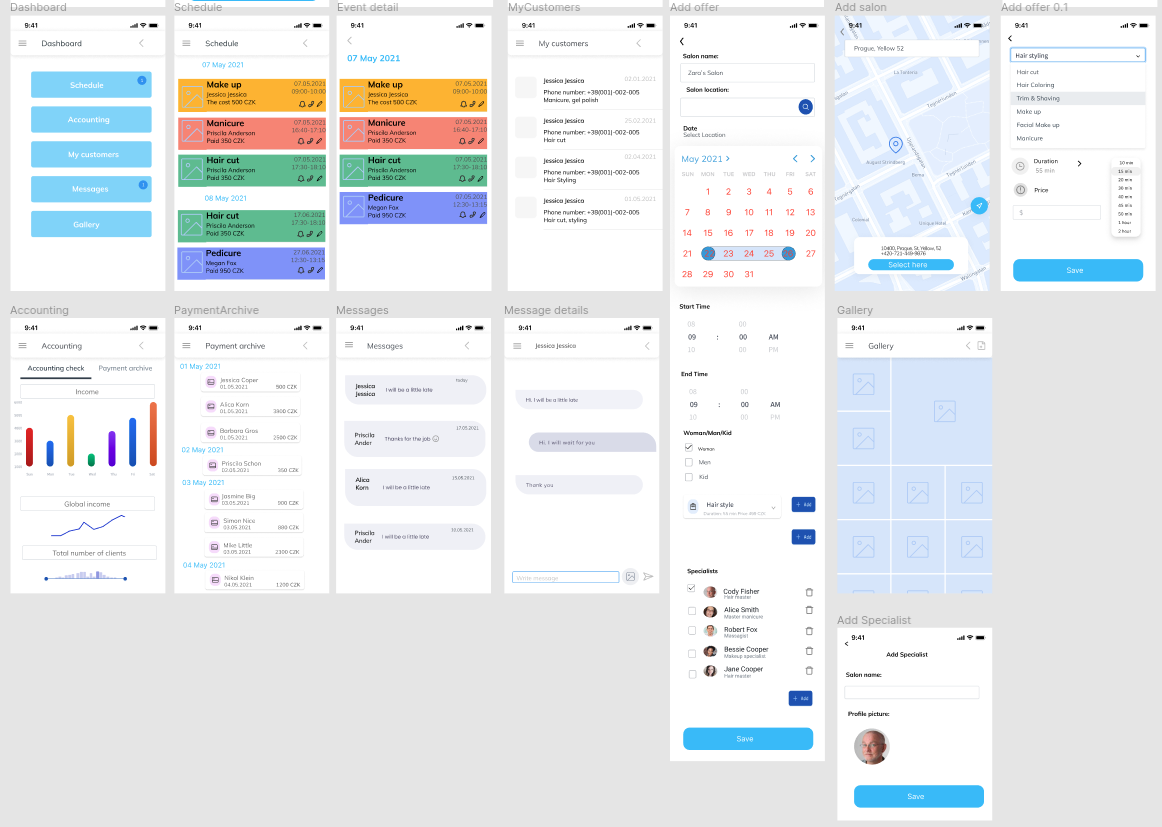 Dashboard
9:41
Dashboard
Schedule
Accounting
My customers
Messages
Gallery
Schedule
9:41
Schedule
07 May 2021
Make up
07.05.2021
Jessica Jessica
09:00-10:00
The cost 500 CZK
Manicure
07.05.2021
Priscila Anderson
16:40-17:10
Paid 350 CZK
Hair cut
07.05.2021
Priscila Anderson
17:30-18:10
Paid 350 CZK
08 May 2021
Hair cut
17.06.2021
Priscila Anderson
17:30-18:10
Paid 350 CZK
Pedicure
27.06.2021
Megan Fox
12:30-13:15
Paid 950 CZK
Event detail
9:41
07 May 2021
Make up
07.05.2021
Jessica Jessica
09:00-10:00
The cost 500 CZK
Manicure
07.05.2021
Priscila Anderson
16:40-17:10
Paid 350 CZK
Hair cut
07.05.2021
Priscila Anderson
17:30-18:10
Paid 350 CZK
Pedicure
07.05.2021
Megan Fox
12:30-13:15
Paid 950 CZK
MyCustomers
9:41
My customers
02.01.2021
Jessica Jessica
Phone number: +38(001)-002-005
Manicure, gel polish
25.02.2021
Jessica Jessica
Phone number: +38(001)-002-005
Hair cut
02.04.2021
Jessica Jessica
Phone number: +38(001)-002-005
Hair Styling
03.05.2021
Jessica Jessica
Phone number: +38(001)-002-005
Hair cut, styling
Add offer
9:41
Salon name:
Zara's Salon
Salon location:
Date
Select Location
May 2021
SUN MON TUE WED THU FRI SAT
1 2 3 4 5 6
7 8 9 10 11 12 13
14 15 16 17 18 19 20
21 23 24 25 27
28 29 30 31
Start Time
08 00
09 : 00 AM
10 00 PM
End Time
08 00
09 : 00 AM
10 00 PM
Woman/Man/Kid
Woman
Men
Kid
Hair style
+ Add
+ Add
Specialists
Cody Fisher
Hair master
Alice Smith
Master manicure
Robert Fox
Bessie Cooper
Makeup specialist
Jane Cooper
Hair master
+ Add
Save
Add salon
9:41
Prague, Yellow 52
La Tonterra
Tegnérlunden
Tegnérlunden
August Strindberg
Unique Hotel
10400, Prague, St. Yellow, 52
+420-721-449-9876
Select here
Add offer 0.1
9:41
Hair styling
Hair cut
Hair Coloring
Trim & Shaving
Make up
Facial Make up
Manicure
Duration
55 min
Price
$
10 min
15 min
20 min
30 min
40 min
45 min
50 min
1 hour
2 hour
Save
Accounting
9:41
Accounting
Accounting check
Payment archive
Income
Global income
Total number of clients
PaymentArchive
9:41
Payment archive
01 May 2021
Jessica Coper
01.05.2021
500 CZK
Alica Korn
01.05.2021
3900 CZK
Barbara Gros
01.05.2021
2500 CZK
02 May 2021
Priscila Schon
02.05.2021
350 CZK
03 May 2021
Jasmine Big
03.05.2021
900 CZK
Simon Nics
03.05.2021
890 CZK
Mike Little
03.05.2021
2300 CZK
04 May 2021
Nikol Klein
04.05.2021
1200 CZK
Messages
9:41
Messages
today
Jessica
Jessica
I will be a little late
17.05.2021
Priscila
Ander
Thanks for the job
Alica
Korn
I will be a little late
Priscila
Ander
I will be a little late
Message details
9:41
Jessica Jessica
Hi. I will be a little late
Hi. I will wait for you
Thank you
Write message
Gallery
9:41
Gallery
Add Specialist
9:41
Add Specialist
Salon name:
Profile picture:
Save